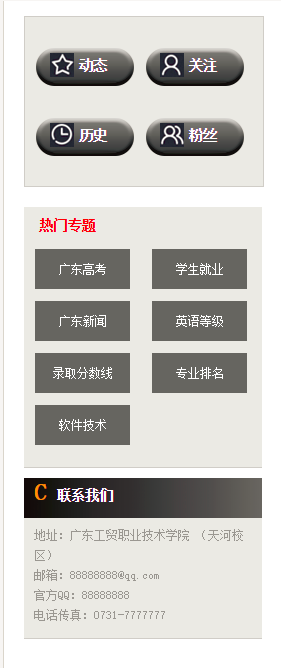 动态 关注
历史 粉丝
热门专题
广东高考 学生就业
广东新闻 英语等级
录取分数线 专业排名
软件技术
C 联系我们
地址：广东工贸职业技术学院 （天河校
区）
邮箱：88888888@qq.com
官方QQ：88888888
电话传真：0731-7777777